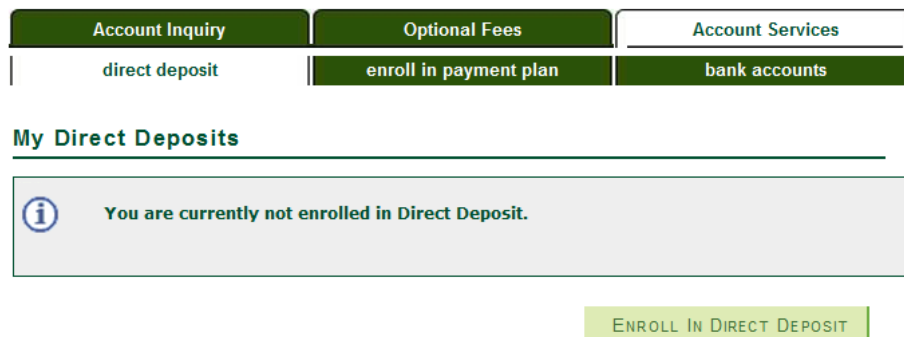 Account Inquiry Optional Fees Account Services
direct deposit enroll in payment plan bank accounts
My Direct Deposits
You are currently not enrolled in Direct Deposit.
ENROLL IN DIRECT DEPOSIT